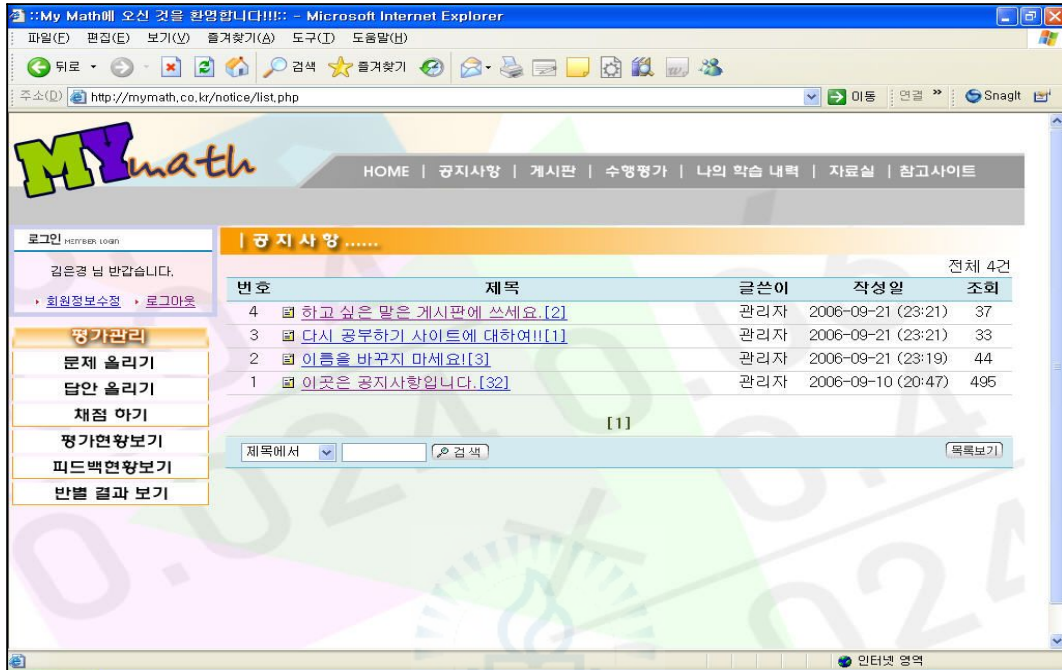 ::My Math에 오신 것을 환영합니다!!!:: - Microsoft Internet Explorer
파일(F) 편집(E) 보기(V) 즐겨찾기(A) 도구(T) 도움말(H)
뒤로 검색 즐겨찾기
주소(D) http://mymath.co.kr/notice/list.php 이동 연결 » SnagIt
MYmath
HOME | 공지사항 | 게시판 | 수행평가 | 나의 학습 내력 | 자료실 | 참고사이트
로그인 MEMBER LOGIN
김은경 님 반갑습니다.
회원정보수정 로그아웃
평가관리
문제 올리기
답안 올리기
채점 하기
평가현황보기
피드백현황보기
반별 결과 보기
| 공지사항 ......
전체 4건
번호 제목 글쓴이 작성일 조회
4 하고 싶은 말은 게시판에 쓰세요.[2] 관리자 2006-09-21 (23:21) 37
3 다시 공부하기 사이트에 대하여!![1] 관리자 2006-09-21 (23:21) 33
2 이름을 바꾸지 마세요![3] 관리자 2006-09-21 (23:19) 44
1 이곳은 공지사항입니다.[32] 관리자 2006-09-10 (20:47) 495
[1]
제목에서 검색 목록보기
0.024
0.04
0.
024
인터넷 영역